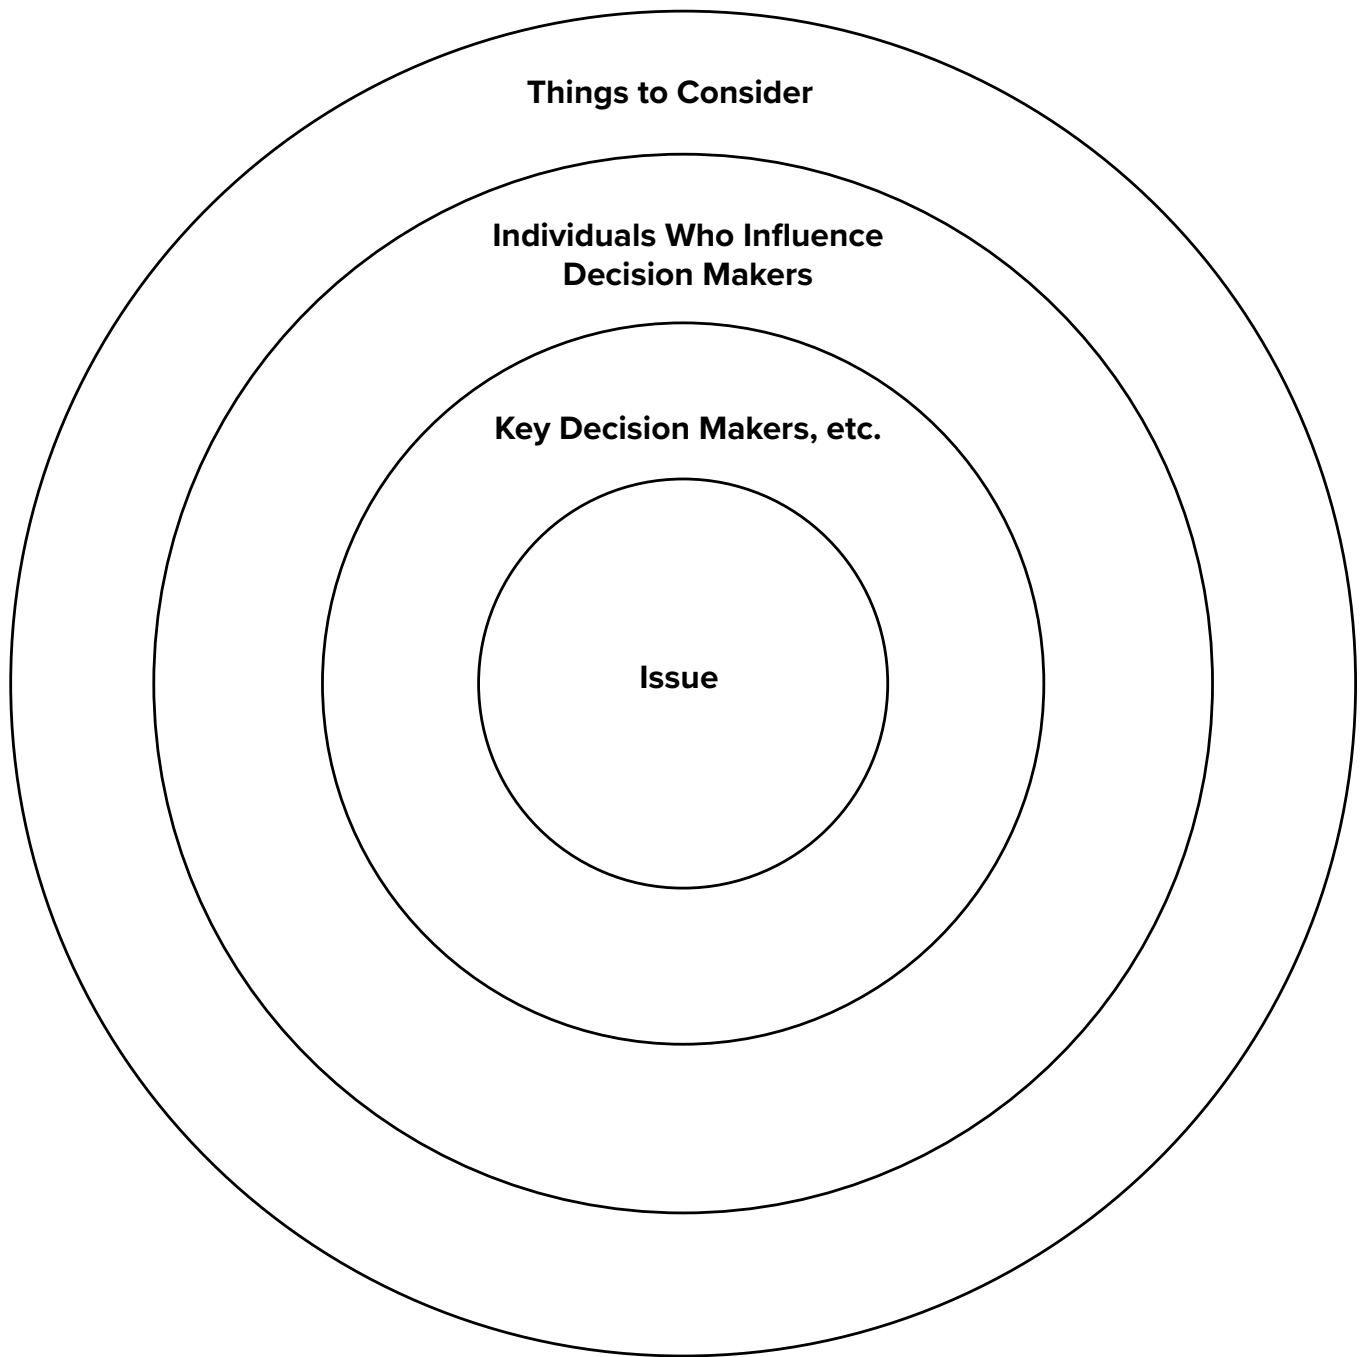 Things to Consider
Individuals Who Influence
Decision Makers
Key Decision Makers, etc.
Issue